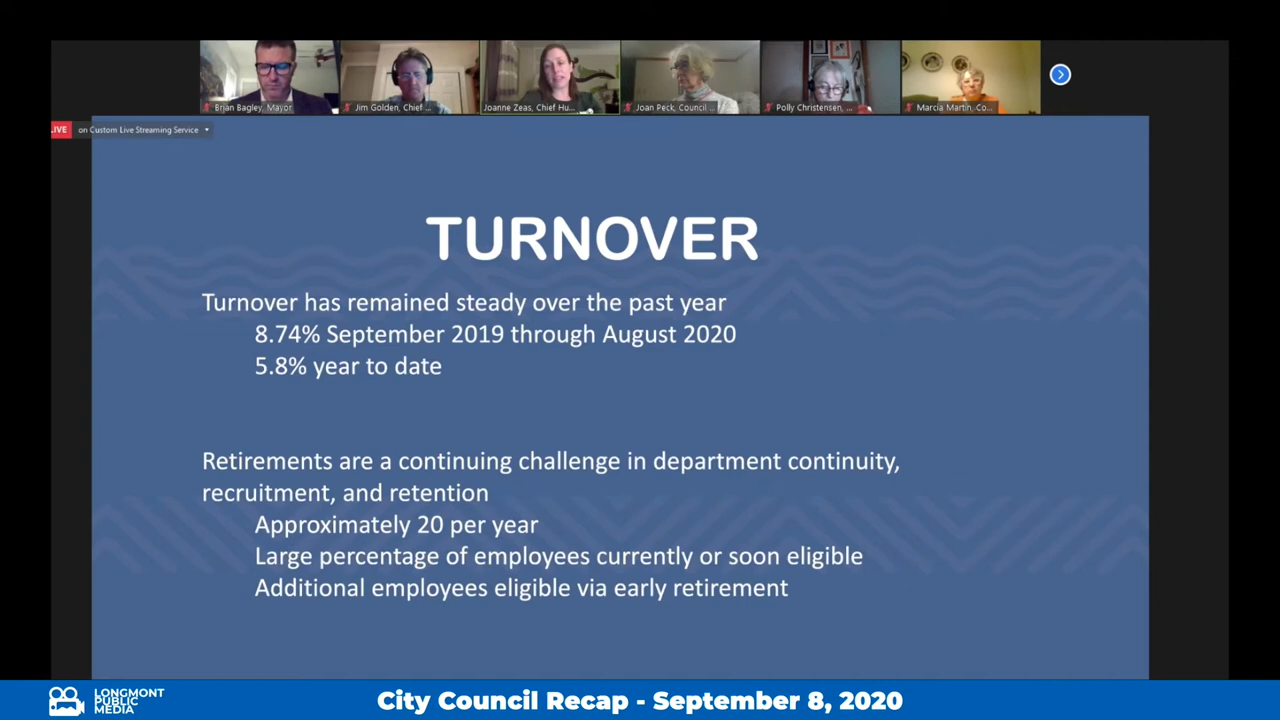 Brian Bagley, Mayor
Jim Golden, Chief ...
Joanne Zeas, Chief Hu...
Joan Peck, Council ...
Polly Christensen, ...
Marcia Martin, Co...
LIVE
on Custom Live Streaming Service
TURNOVER
Turnover has remained steady over the past year
8.74% September 2019 through August 2020
5.8% year to date
Retirements are a continuing challenge in department continuity,
recruitment, and retention
Approximately 20 per year
Large percentage of employees currently or soon eligible
Additional employees eligible via early retirement
LONGMONT
PUBLIC
MEDIA
City Council Recap - September 8, 2020